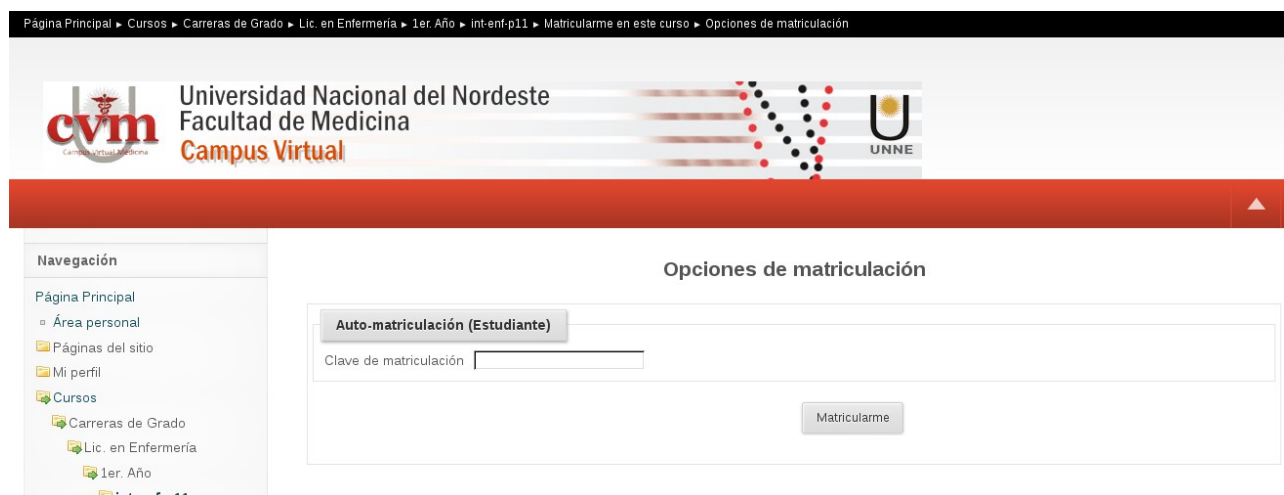 Página Principal ► Cursos ► Carreras de Grado ► Lic. en Enfermería ► 1er. Año ► int-enf-p11 ► Matricularme en este curso ► Opciones de matriculación
cvm
Campus Virtual Medicina
Universidad Nacional del Nordeste
Facultad de Medicina
Campus Virtual
UNNE
Navegación
Página Principal
Área personal
Páginas del sitio
Mi perfil
Cursos
Carreras de Grado
Lic. en Enfermería
1er. Año
int-enf-p11
Opciones de matriculación
Auto-matriculación (Estudiante)
Clave de matriculación
Matricularme